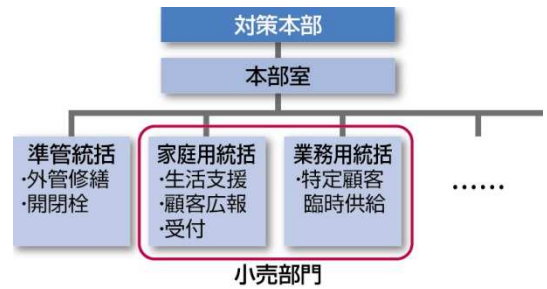 対策本部
本部室
準管統括
・外管修繕
・開閉栓
家庭用統括
・生活支援
・顧客広報
・受付
業務用統括
・特定顧客
臨時供給
……
小売部門